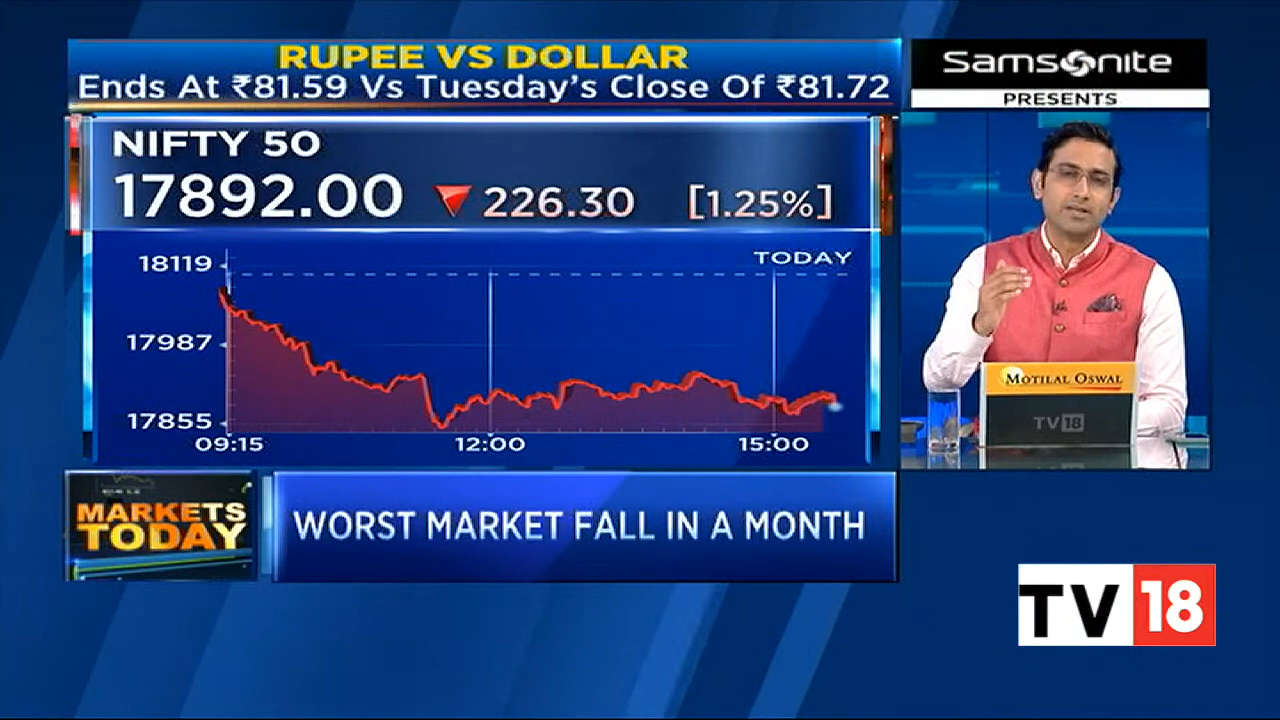 RUPEE VS DOLLAR
Ends At ₹81.59 Vs Tuesday's Close Of ₹81.72
Samsonite
PRESENTS
NIFTY 50
17892.00 ▼ 226.30 [1.25%]
TODAY
18119
17987
17855
09:15 12:00 15:00
MOTILAL OSWAL
TV18
MARKETS
TODAY
WORST MARKET FALL IN A MONTH
TV18